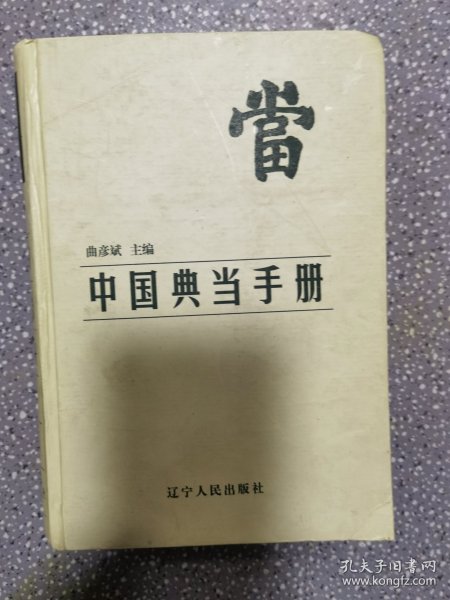 當
曲彦斌 主编
中国典当手册
辽宁人民出版社
孔夫子旧书网
www.kongfz.com